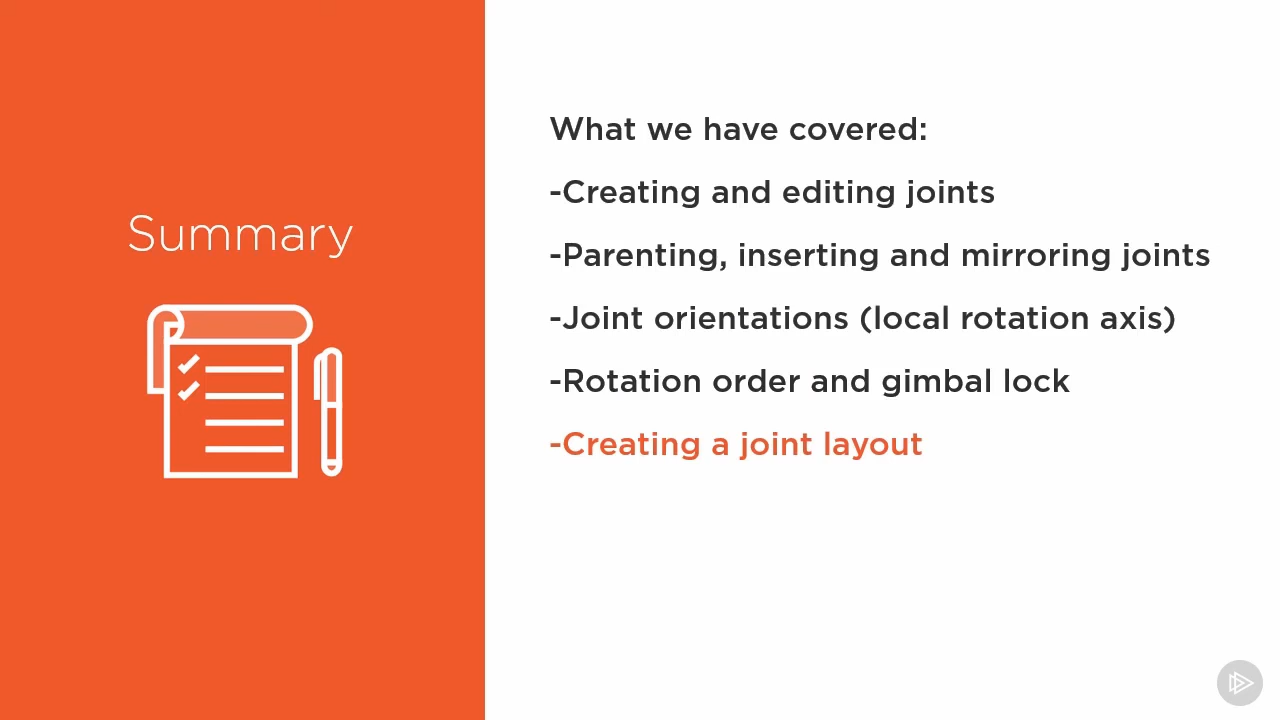 Summary
What we have covered:
-Creating and editing joints
-Parenting, inserting and mirroring joints
-Joint orientations (local rotation axis)
-Rotation order and gimbal lock
-Creating a joint layout